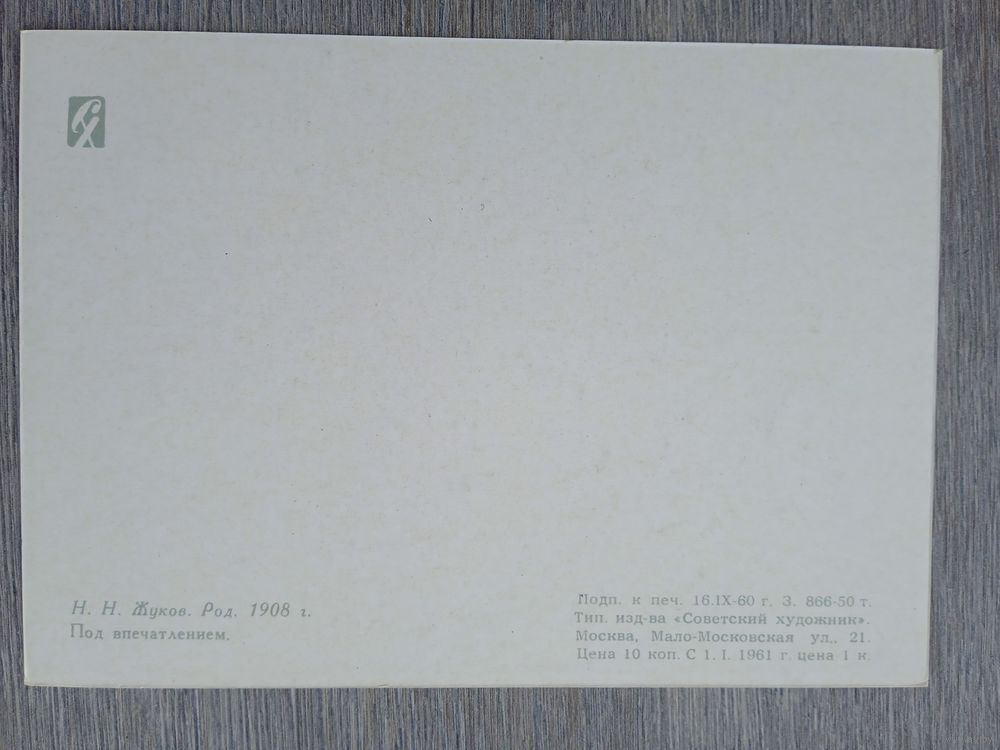 СХ
Н. Н. Жуков. Род. 1908 г.
Под впечатлением.
Подп. к печ. 16.IX-60 г. З. 866-50 т.
Тип. изд-ва «Советский художник».
Москва, Мало-Московская ул., 21.
Цена 10 коп. С 1. I. 1961 г. цена 1 к.